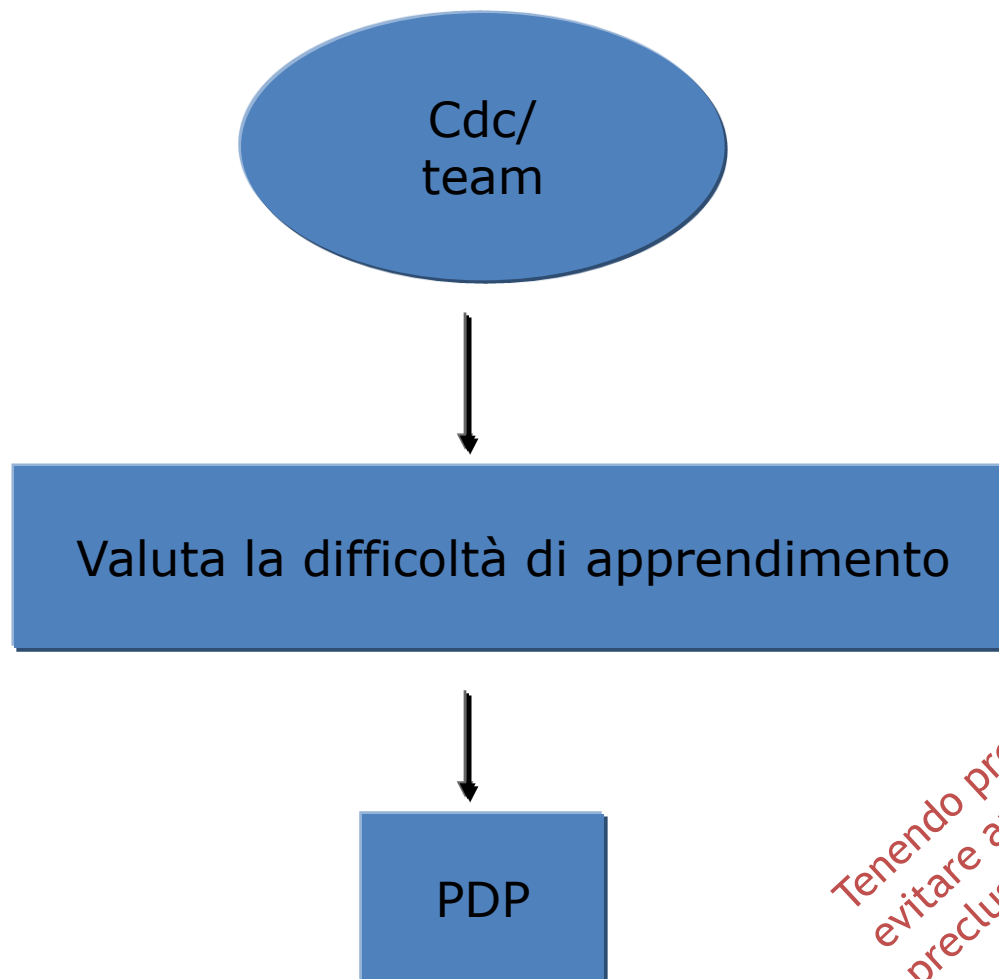 Cdc/
team
Valuta la difficoltà di apprendimento
PDP
Tenendo
evitare